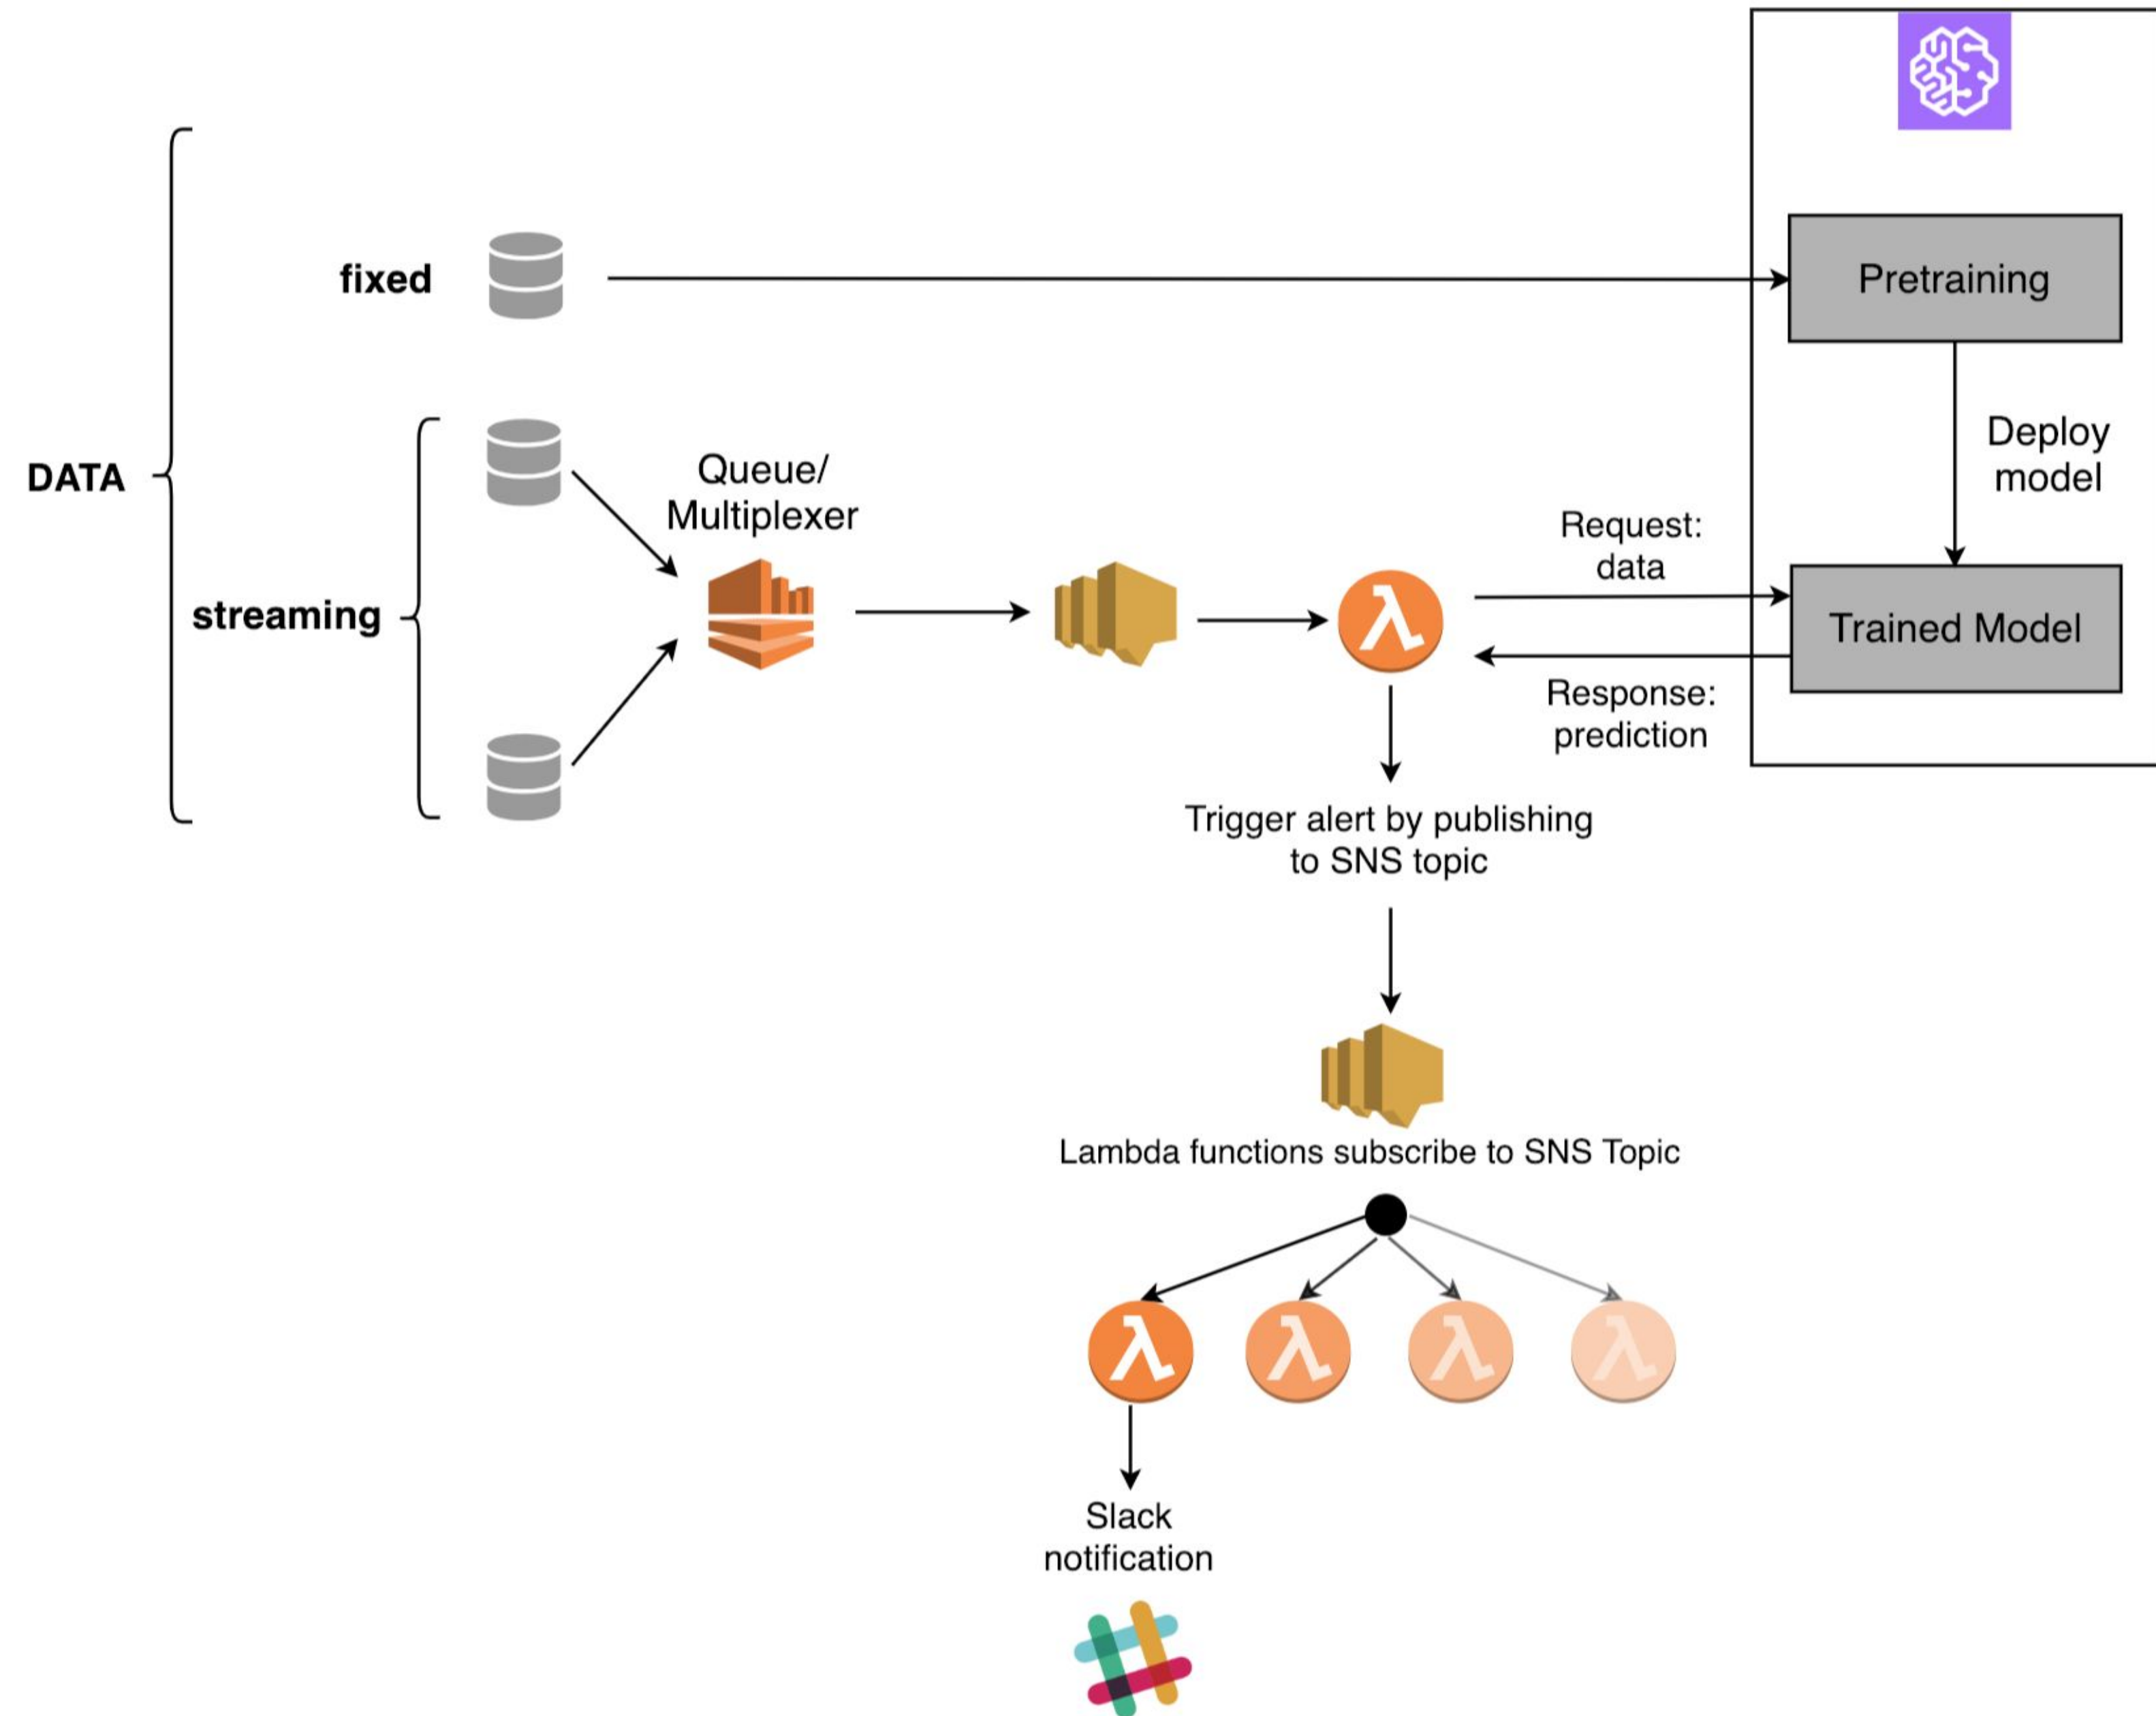 fixed
Pretraining
DATA
streaming
Queue/
Multiplexer
Deploy
model
Request:
data
Trained Model
Response:
prediction
Trigger alert by publishing
to SNS topic
Lambda functions subscribe to SNS Topic
Slack
notification